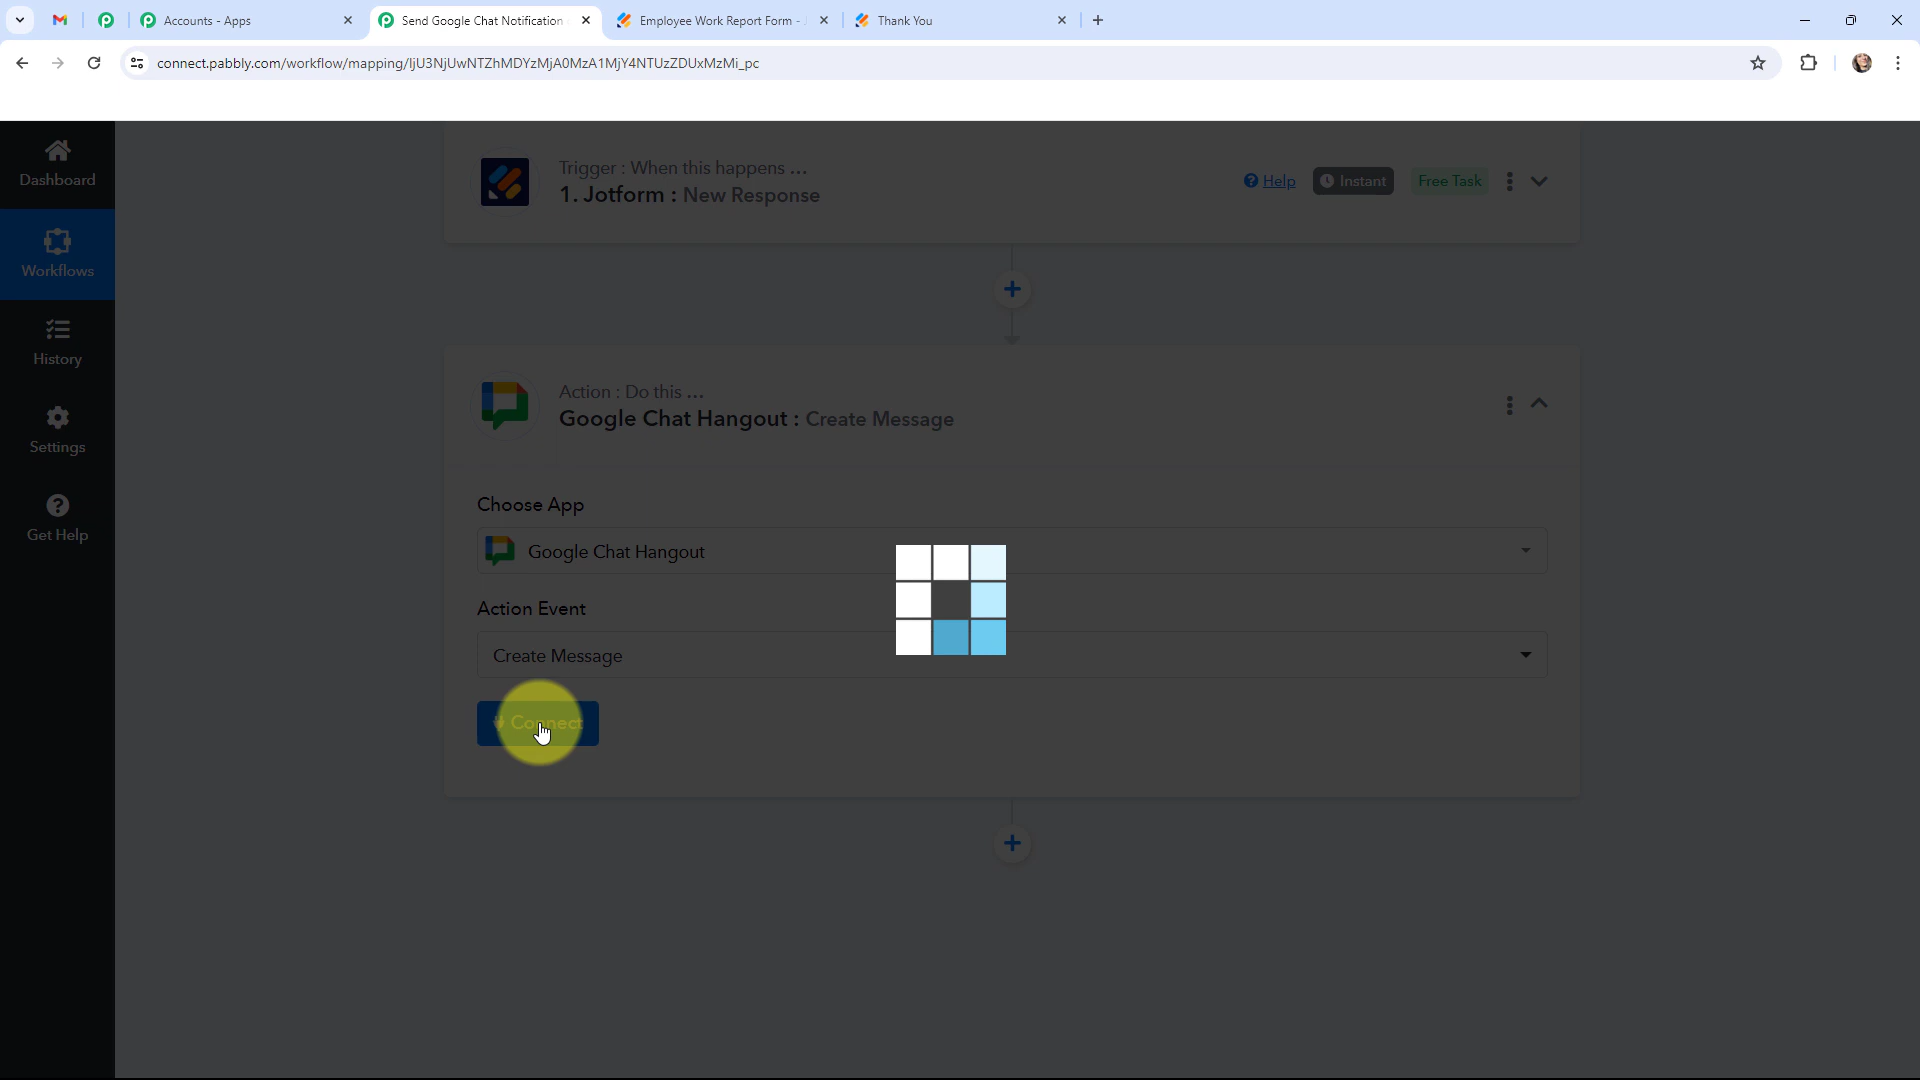 Accounts - Apps
Send Google Chat Notification
Employee Work Report Form -
Thank You
connect.pabbly.com/workflow/mapping/IjU3NjUwNTZhMDYzMjA0MzA1MjY4NTUzZDUxMzMi_pc
Dashboard
Workflows
History
Settings
Get Help
Trigger : When this happens ...
1. Jotform : New Response
Help
Instant
Free Task
Action : Do this ...
Google Chat Hangout : Create Message
Choose App
Google Chat Hangout
Action Event
Create Message
Connect